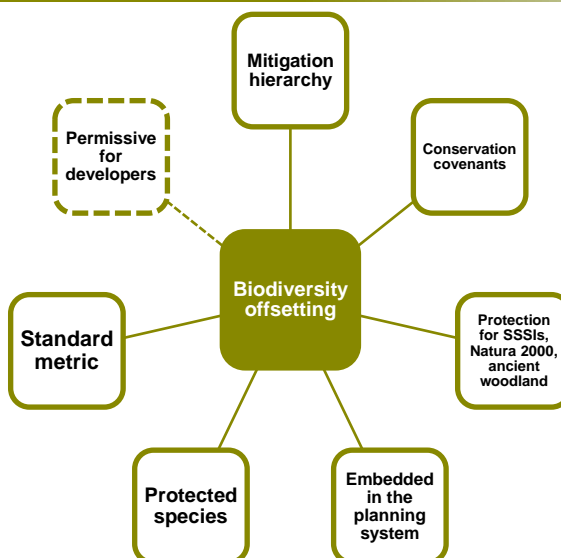 Mitigation
hierarchy
Permissive
for
developers
Conservation
covenants
Biodiversity
offsetting
Standard
metric
Protection
for SSSIs,
Natura 2000,
ancient
woodland
Protected
species
Embedded
in the
planning
system